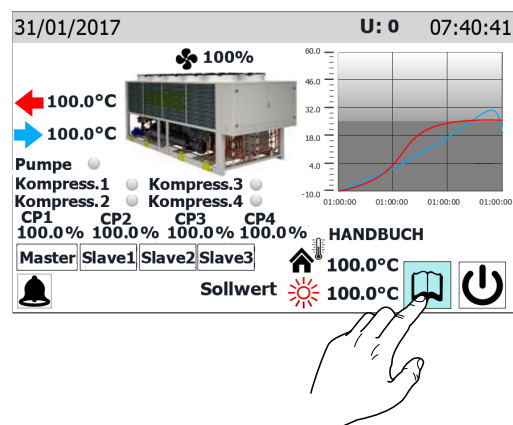 31/01/2017 U: 0 07:40:41
100%
100.0°C
100.0°C
Pumpe
Kompress.1 Kompress.3
Kompress.2 Kompress.4
CP1 CP2 CP3 CP4
100.0% 100.0% 100.0% 100.0%
Master Slave1 Slave2 Slave3
60.0
46.0
32.0
18.0
4.0
-10.0
01:00:00 01:00:00 01:00:00 01:00:00
HANDBUCH
100.0°C
Sollwert 100.0°C